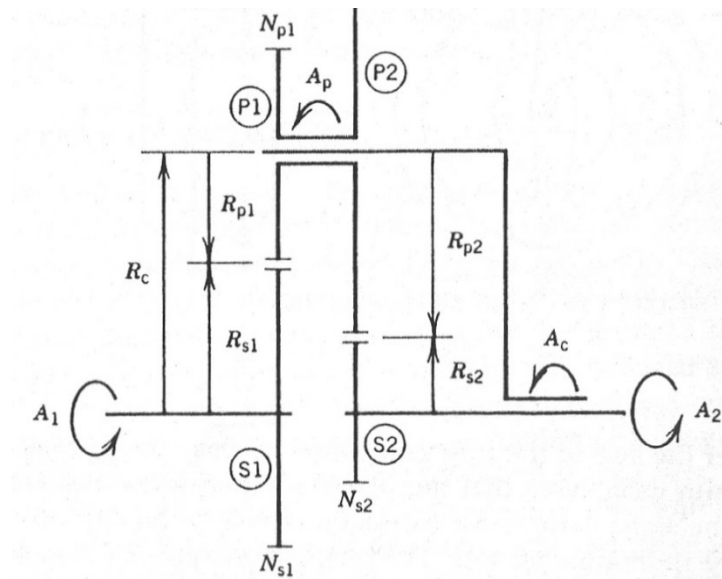 N_p1
P2
A_p
P1
R_p1
R_p2
R_c
R_s1
A_c
R_s2
A_1
A_2
S1
S2
N_s2
N_s1